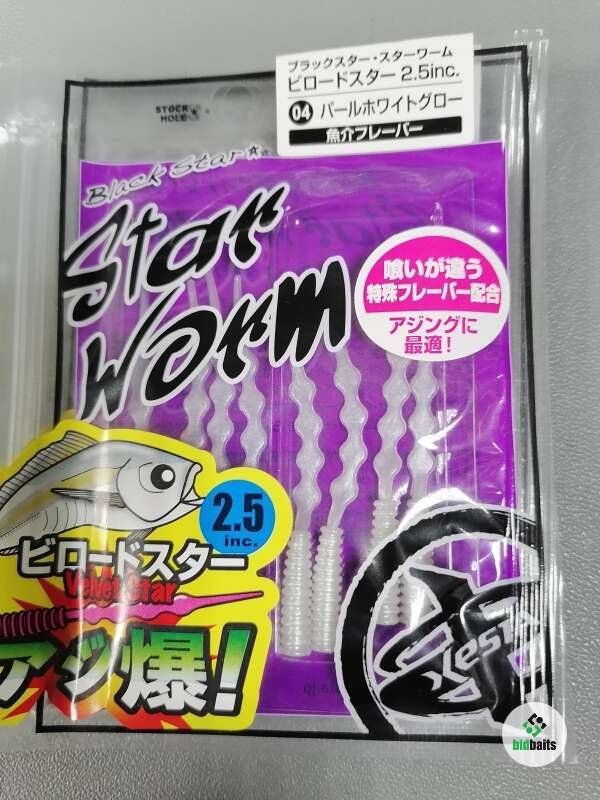 ブラックスター・スターワーム
ビロードスター 2.5inc.
04 パールホワイトグロー
魚介フレーバー
STOCK
HOLE
Black Star
Star
Worm
喰いが違う
特殊フレーバー配合
アジングに
最適!
2.5
inc.
ビロードスター
Velvet Star
アジ爆!
Xesta
bidbaits